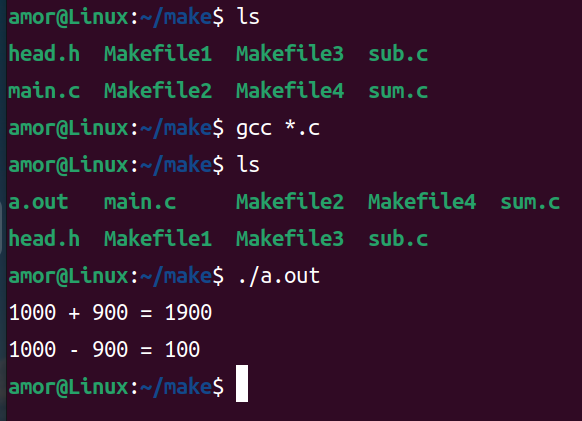 amor@Linux:~/make$ ls
head.h  Makefile1  Makefile3  sub.c
main.c  Makefile2  Makefile4  sum.c
amor@Linux:~/make$ gcc *.c
amor@Linux:~/make$ ls
a.out   main.c     Makefile2  Makefile4  sum.c
head.h  Makefile1  Makefile3  sub.c
amor@Linux:~/make$ ./a.out
1000 + 900 = 1900
1000 - 900 = 100
amor@Linux:~/make$